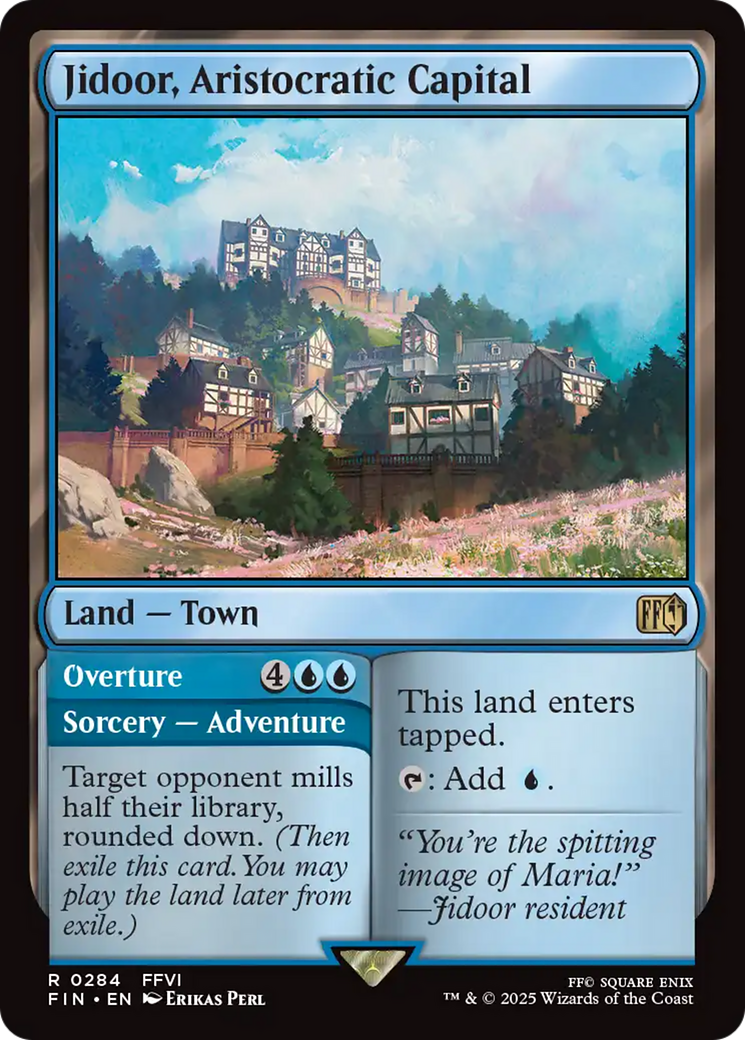 Jidoor, Aristocratic Capital
Land — Town
FF
Overture 4
Sorcery — Adventure
Target opponent mills
half their library,
rounded down. (Then
exile this card. You may
play the land later from
exile.)
This land enters
tapped.
: Add .
“You’re the spitting
image of Maria!”
—Jidoor resident
R 0284 FFVI
FIN • EN Erikas Perl
FF© SQUARE ENIX
™ & © 2025 Wizards of the Coast